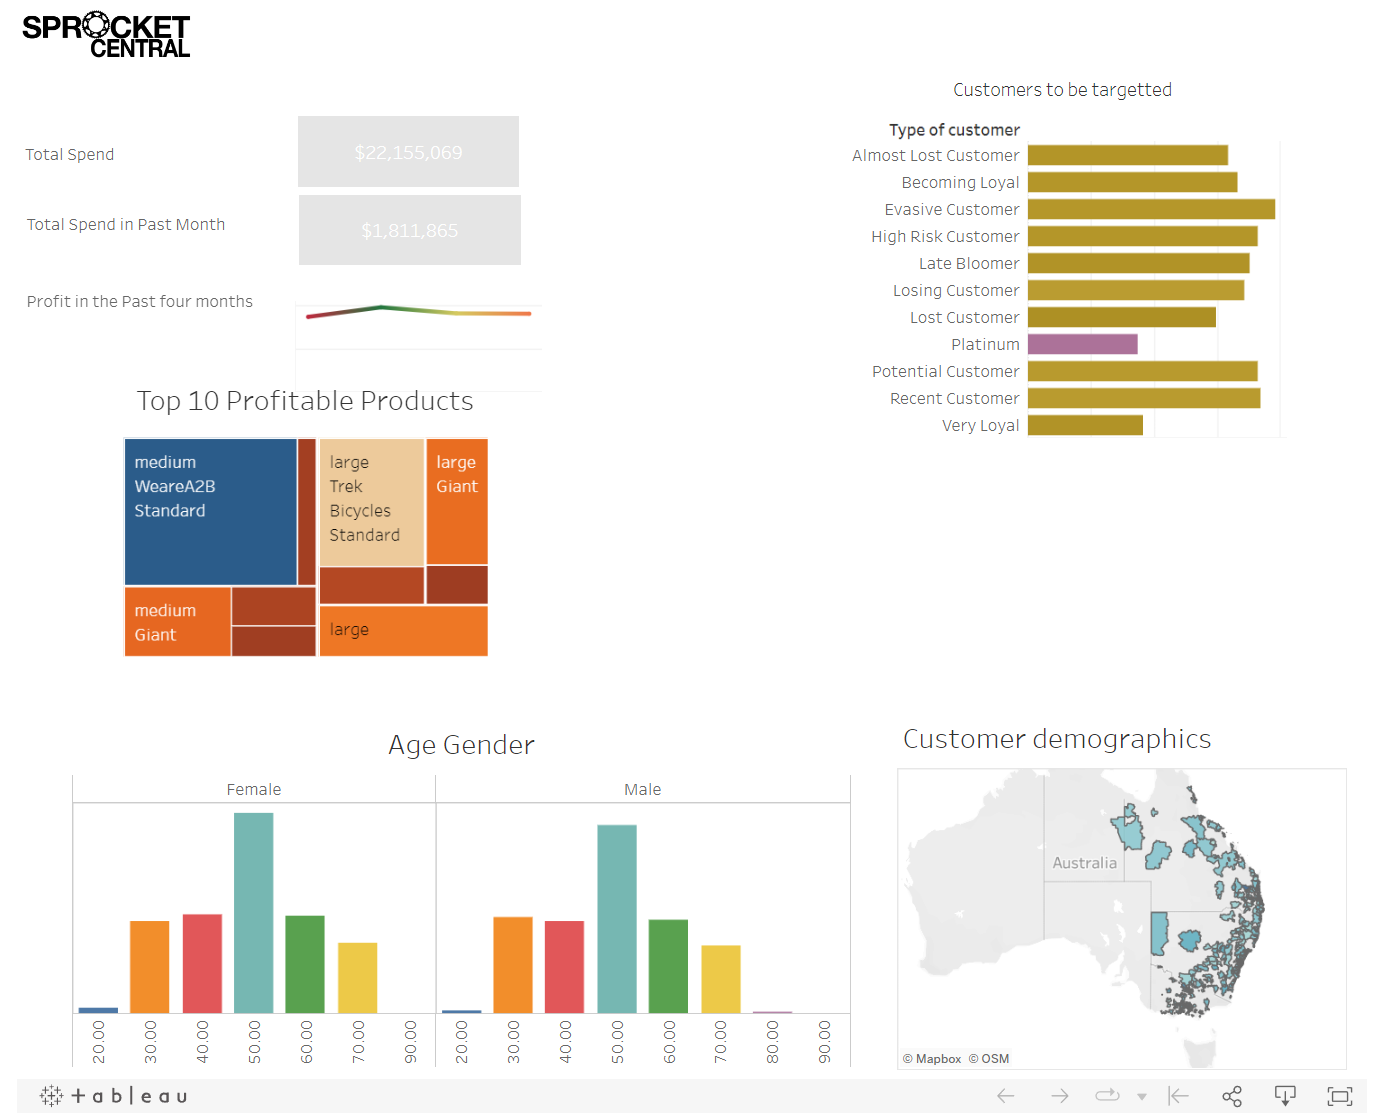 SPROCKET
CENTRAL
Total Spend
$22,155,069
Total Spend in Past Month
$1,811,865
Profit in the Past four months
Customers to be targetted
Type of customer
Almost Lost Customer
Becoming Loyal
Evasive Customer
High Risk Customer
Late Bloomer
Losing Customer
Lost Customer
Platinum
Potential Customer
Recent Customer
Very Loyal
Top 10 Profitable Products
medium
WeareA2B
Standard
large
Trek
Bicycles
Standard
large
Giant
medium
Giant
large
Age Gender
Female
Male
20.00
30.00
40.00
50.00
60.00
70.00
90.00
20.00
30.00
40.00
50.00
60.00
70.00
80.00
90.00
Customer demographics
Australia
© Mapbox © OSM
+ableau